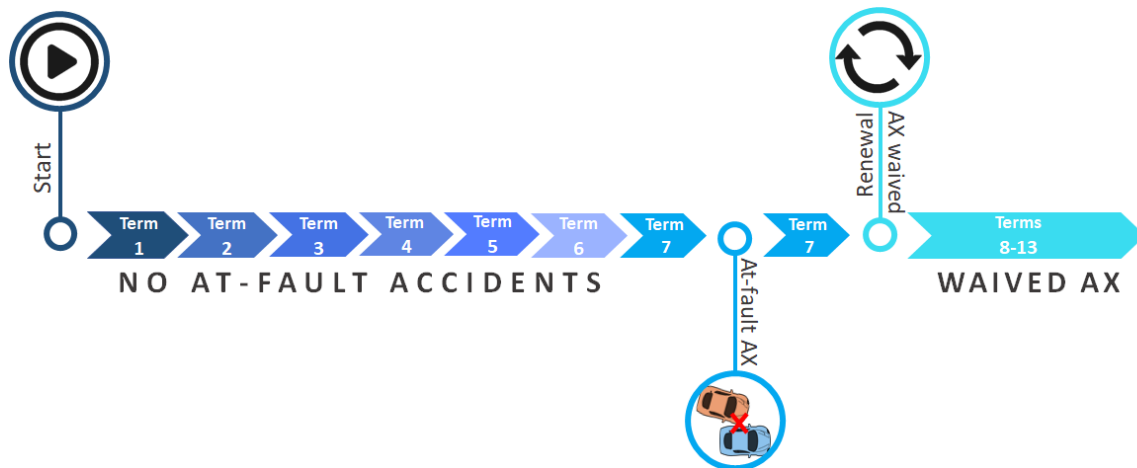 Start
Term
1
Term
2
Term
3
Term
4
Term
5
Term
6
Term
7
At-fault AX
Term
7
Renewal
AX waived
Terms
8-13
NO AT-FAULT ACCIDENTS
WAIVED AX